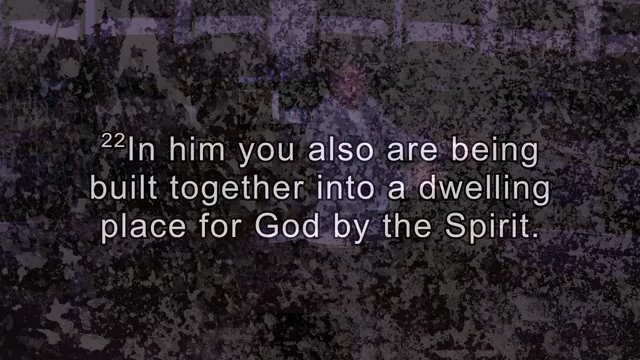 ²²In him you also are being
built together into a dwelling
place for God by the Spirit.